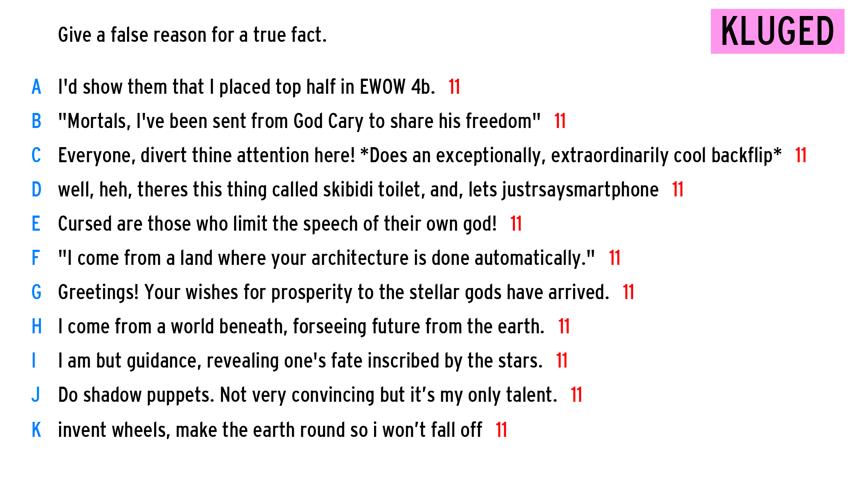 Give a false reason for a true fact.
KLUGED
A I'd show them that I placed top half in EWOW 4b. 11
B "Mortals, I've been sent from God Cary to share his freedom" 11
C Everyone, divert thine attention here! *Does an exceptionally, extraordinarily cool backflip* 11
D well, heh, theres this thing called skibidi toilet, and, lets justrsaysmartphone 11
E Cursed are those who limit the speech of their own god! 11
F "I come from a land where your architecture is done automatically." 11
G Greetings! Your wishes for prosperity to the stellar gods have arrived. 11
H I come from a world beneath, forseeing future from the earth. 11
I I am but guidance, revealing one's fate inscribed by the stars. 11
J Do shadow puppets. Not very convincing but it’s my only talent. 11
K invent wheels, make the earth round so i won’t fall off 11